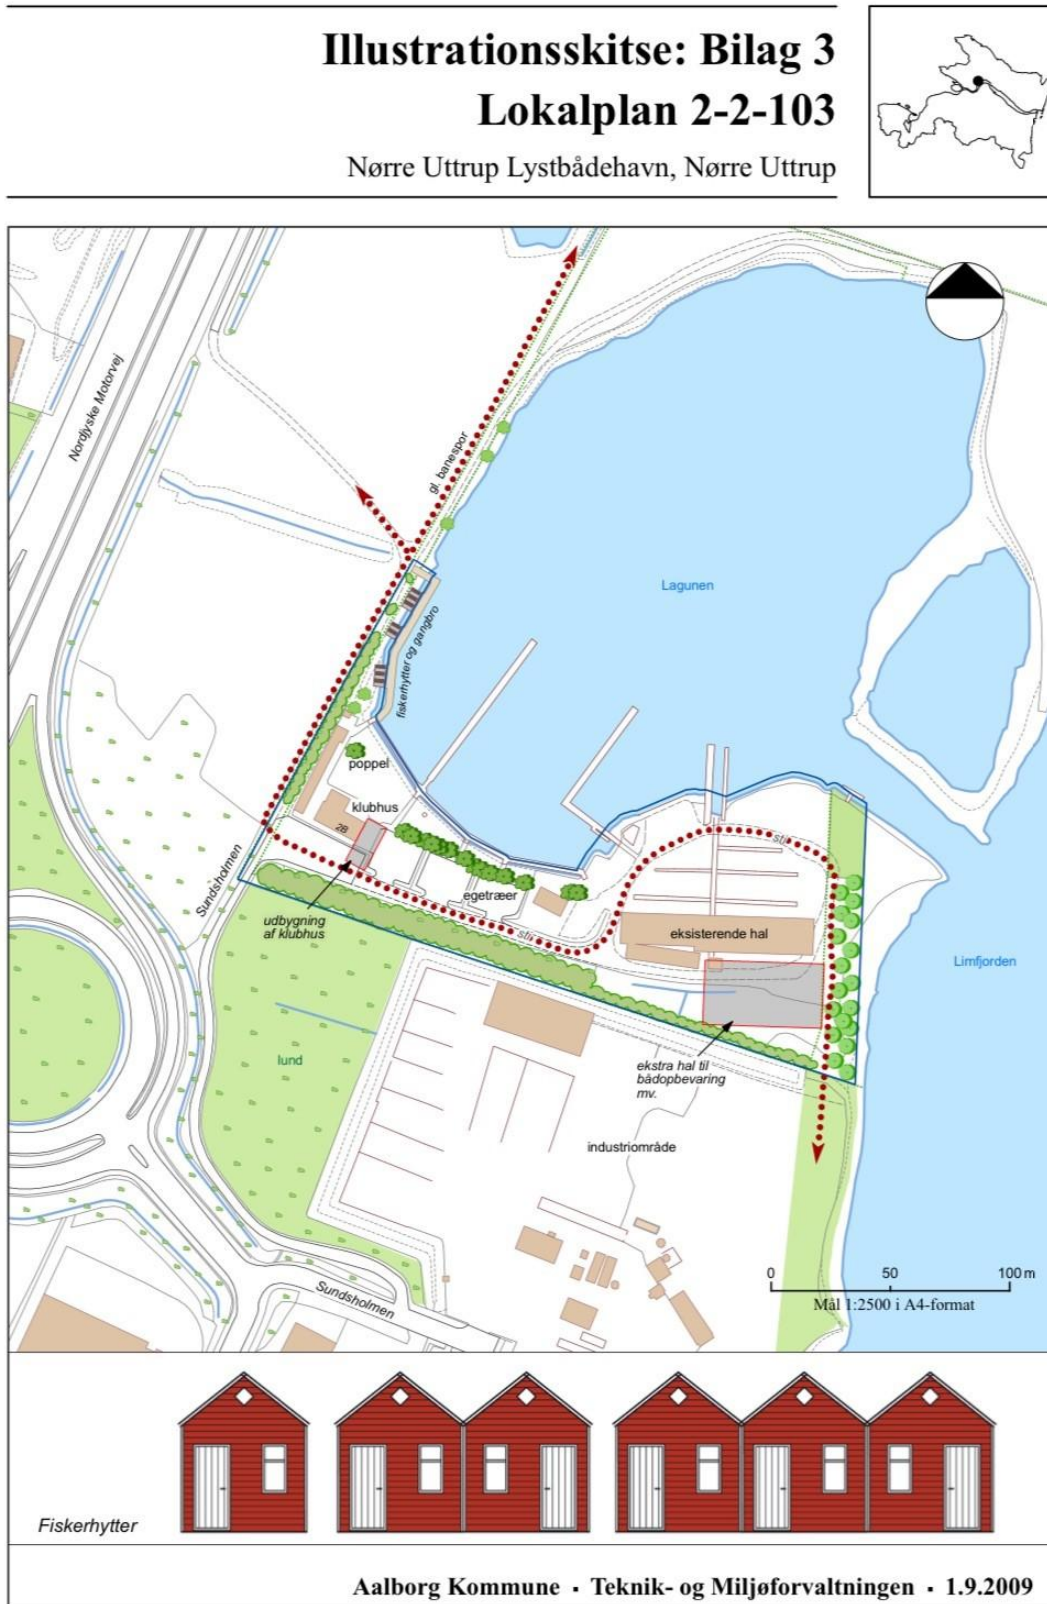 Illustrationsskitse: Bilag 3
Lokalplan 2-2-103
Nørre Uttrup Lystbådehavn, Nørre Uttrup
Nordjyske Motorvej
gl. banespor
Lagunen
fiskerhytter og gangbro
poppel
klubhus
2B
Sundsholmen
sti
egetræer
udbygning
af klubhus
sti
eksisterende hal
Limfjorden
lund
ekstra hal til
bådopbevaring
mv.
industriområde
0 50 100 m
Mål 1:2500 i A4-format
Sundsholmen
Fiskerhytter
Aalborg Kommune ▪ Teknik- og Miljøforvaltningen ▪ 1.9.2009